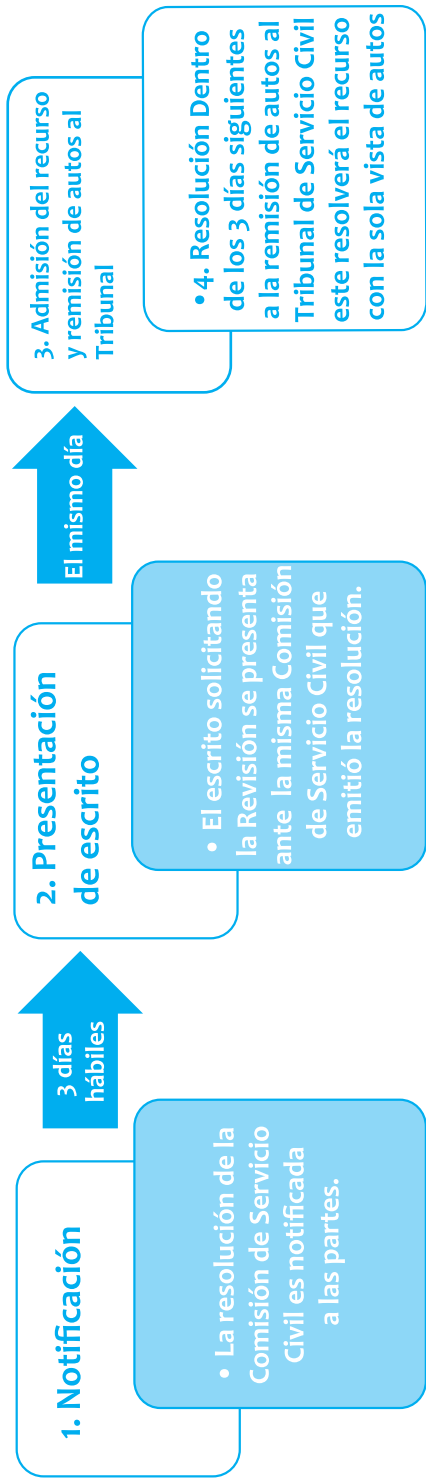 1. Notificación
• La resolución de la
Comisión de Servicio
Civil es notificada
a las partes.
3 días
hábiles
2. Presentación
de escrito
• El escrito solicitando
la Revisión se presenta
ante la misma Comisión
de Servicio Civil que
emitió la resolución.
El mismo día
3. Admisión del recurso
y remisión de autos al
Tribunal
• 4. Resolución Dentro
de los 3 días siguientes
a la remisión de autos al
Tribunal de Servicio Civil
este resolverá el recurso
con la sola vista de autos